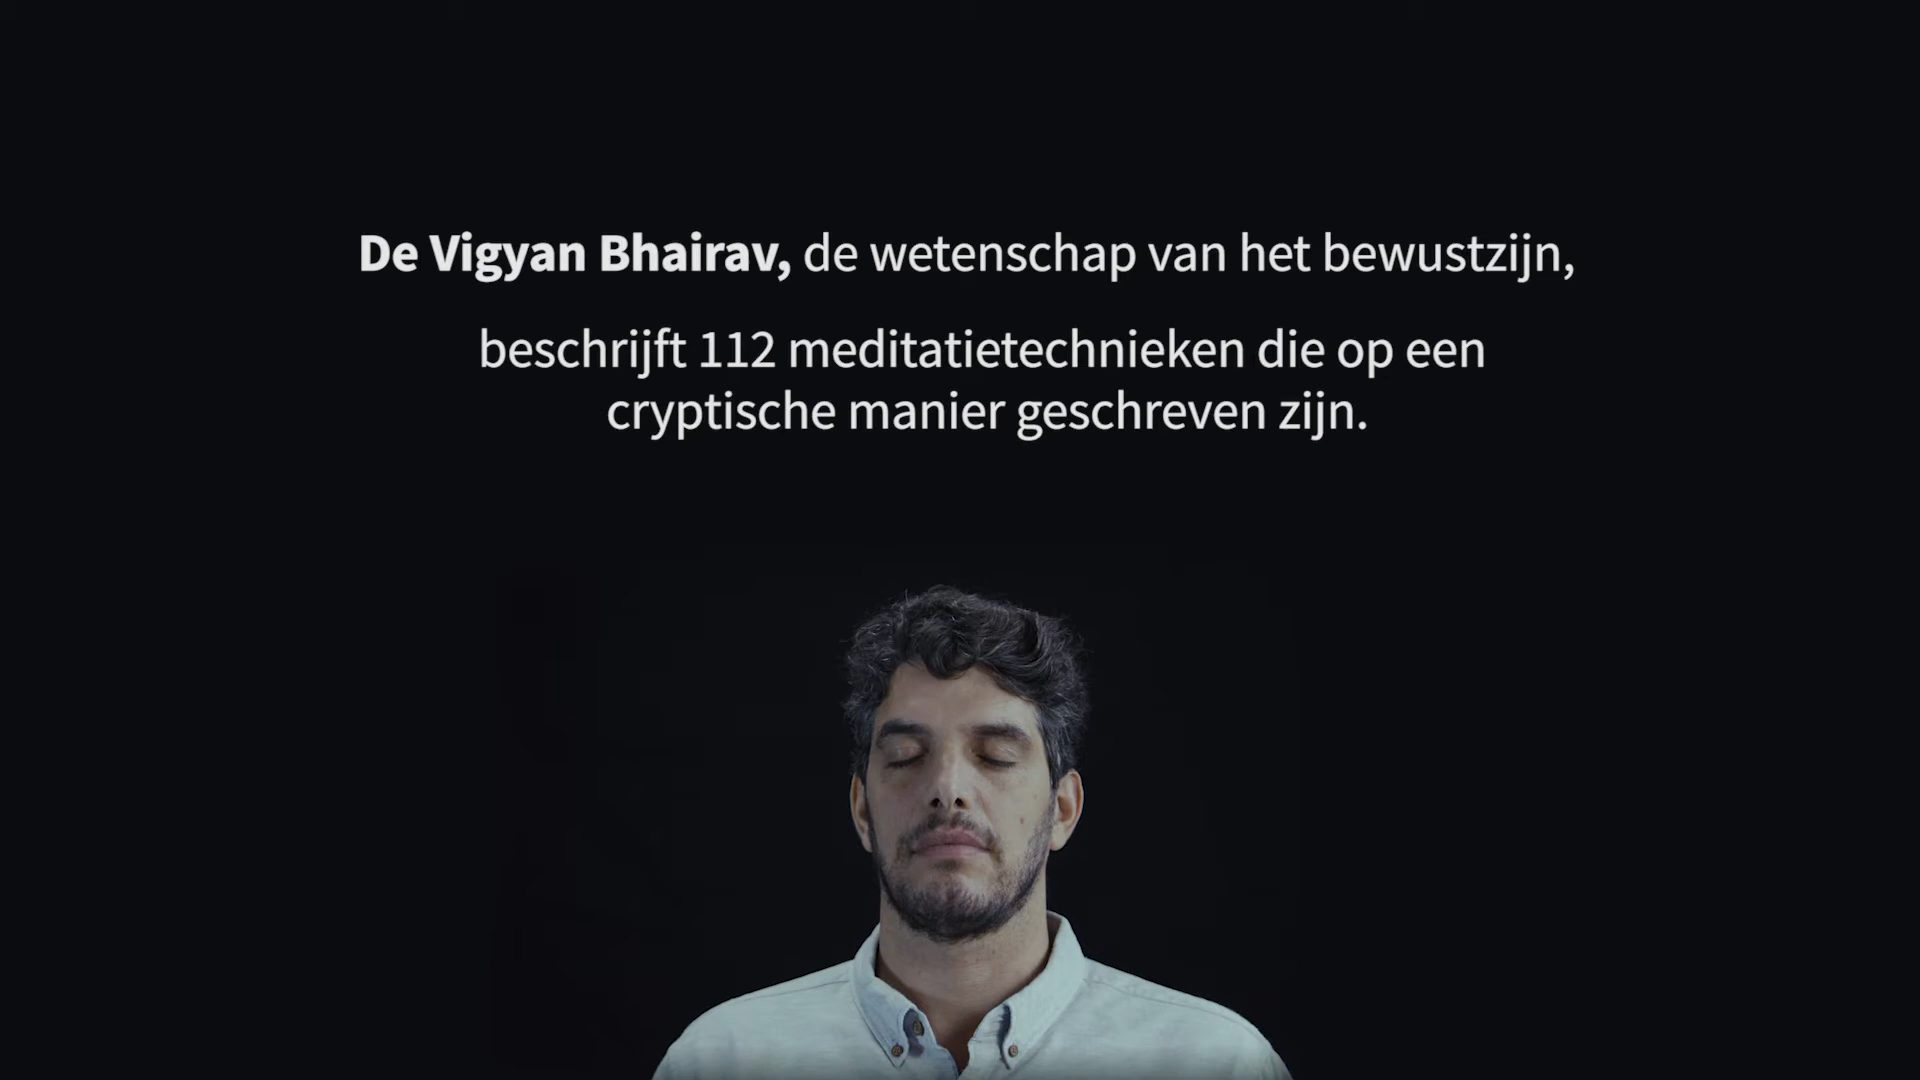 De Vigyan Bhairav, de wetenschap van het bewustzijn,
beschrijft 112 meditatietechnieken die op een
cryptische manier geschreven zijn.